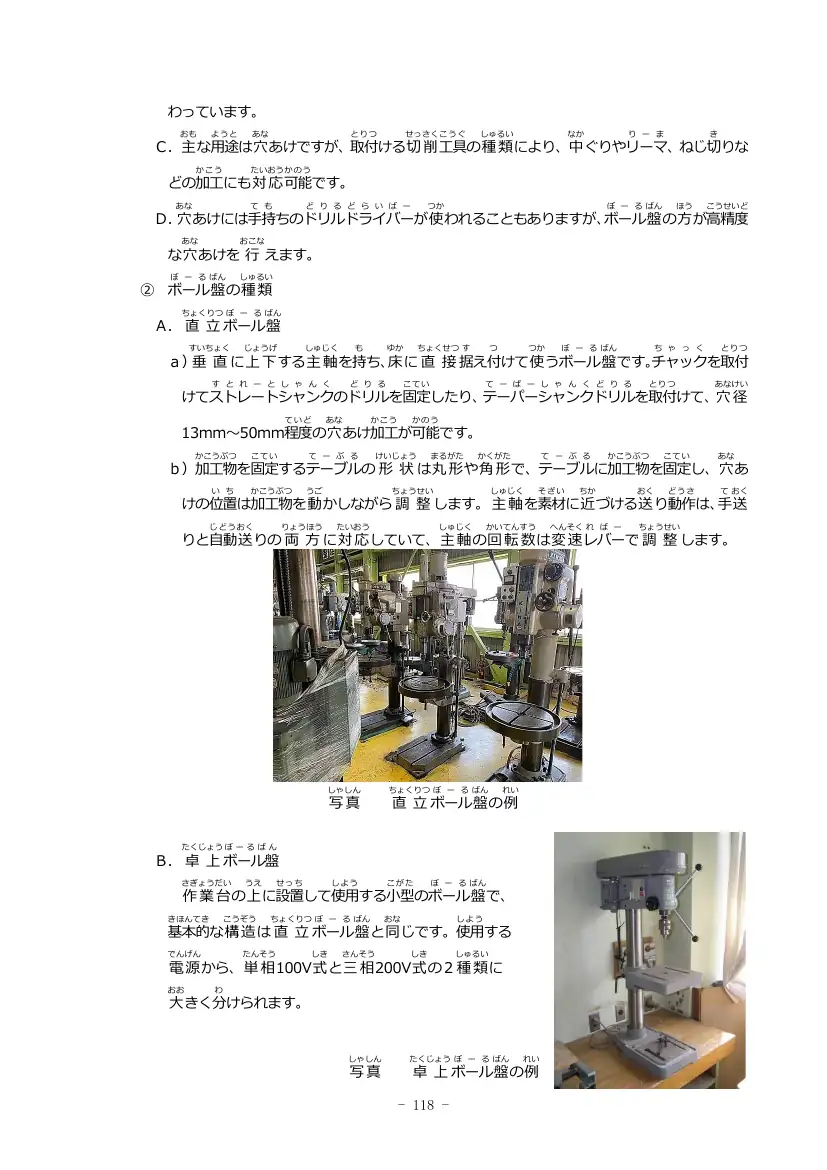 わっています。
C．主な用途は穴あけですが、取付ける切削工具の種類により、中ぐりやリーマ、ねじ切りな
どの加工にも対応可能です。
D．穴あけには手持ちのドリルドライバーが使われることもありますが、ボール盤の方が高精度
な穴あけを行えます。
② ボール盤の種類
A．直立ボール盤
a）垂直に上下する主軸を持ち、床に直接据え付けて使うボール盤です。チャックを取付
けてストレートシャンクのドリルを固定したり、テーパーシャンクドリルを取付けて、穴径
13mm～50mm程度の穴あけ加工が可能です。
b）加工物を固定するテーブルの形状は丸形や角形で、テーブルに加工物を固定し、穴あ
けの位置は加工物を動かしながら調整します。主軸を素材に近づける送り動作は、手送
りと自動送りの両方に対応していて、主軸の回転数は変速レバーで調整します。
写真　直立ボール盤の例
B．卓上ボール盤
作業台の上に設置して使用する小型のボール盤で、
基本的な構造は直立ボール盤と同じです。使用する
電源から、単相100V式と三相200V式の２種類に
大きく分けられます。
写真　卓上ボール盤の例
- 118 -